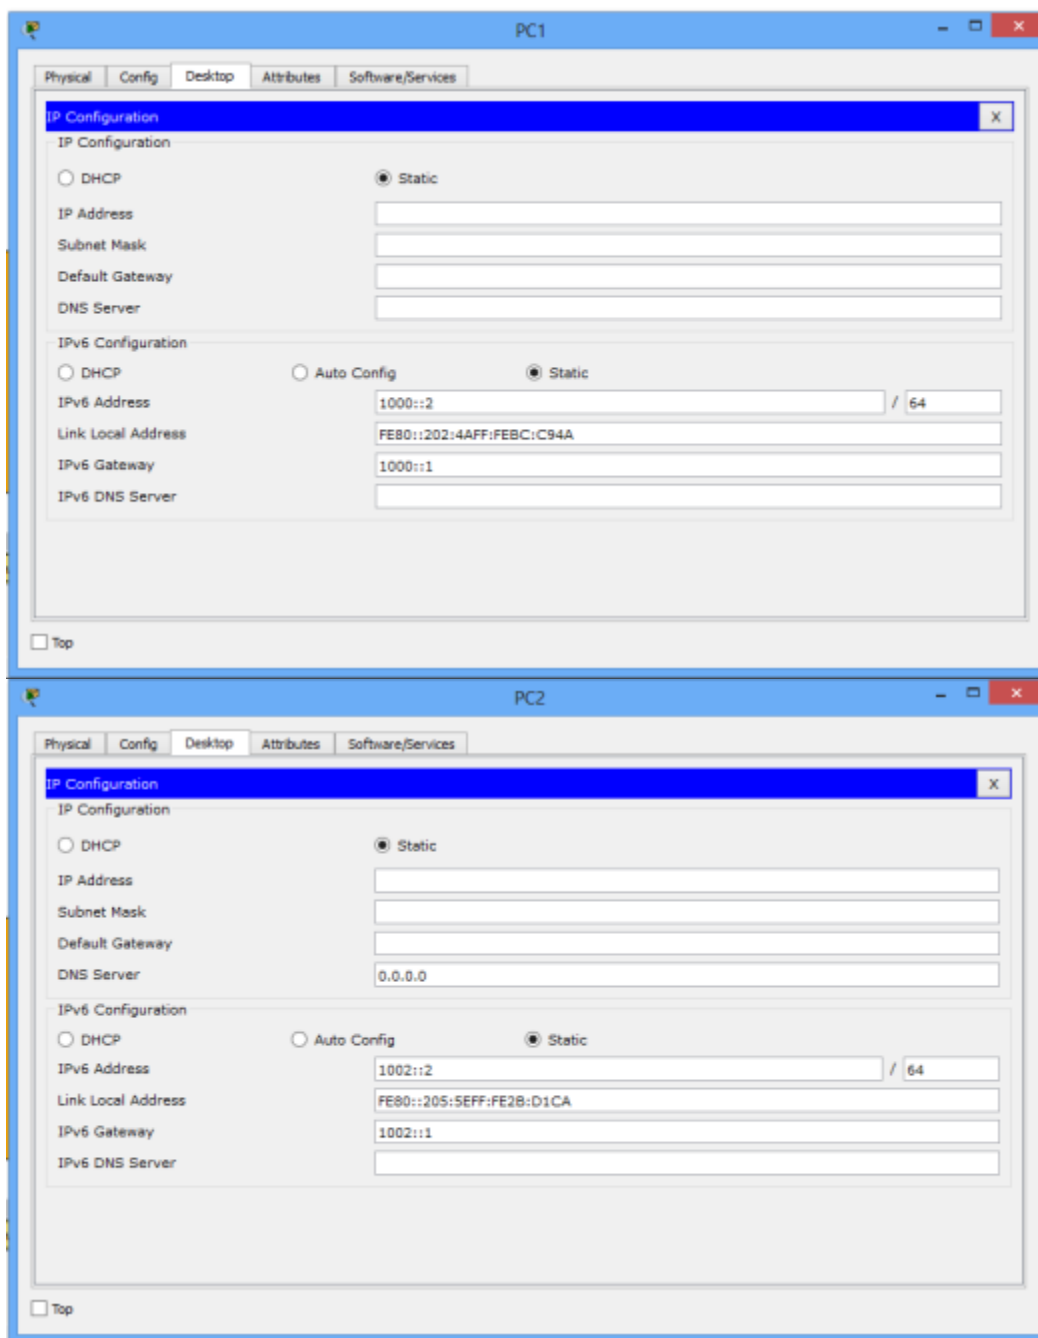 PC1
Physical Config Desktop Attributes Software/Services
IP Configuration X
IP Configuration
DHCP Static
IP Address
Subnet Mask
Default Gateway
DNS Server
IPv6 Configuration
DHCP Auto Config Static
IPv6 Address 1000::2 / 64
Link Local Address FE80::202:4AFF:FEBC:C94A
IPv6 Gateway 1000::1
IPv6 DNS Server
Top
PC2
Physical Config Desktop Attributes Software/Services
IP Configuration X
IP Configuration
DHCP Static
IP Address
Subnet Mask
Default Gateway
DNS Server 0.0.0.0
IPv6 Configuration
DHCP Auto Config Static
IPv6 Address 1002::2 / 64
Link Local Address FE80::205:5EFF:FE2B:D1CA
IPv6 Gateway 1002::1
IPv6 DNS Server
Top